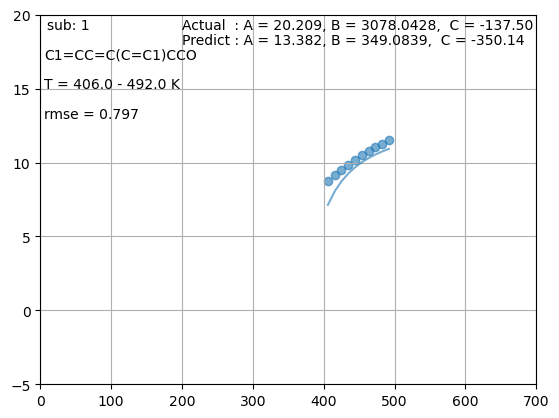 sub: 1
Actual  : A = 20.209, B = 3078.0428,  C = -137.50
Predict : A = 13.382, B = 349.0839,  C = -350.14
C1=CC=C(C=C1)CCO
T = 406.0 - 492.0 K
rmse = 0.797
20
15
10
5
0
−5
0 100 200 300 400 500 600 700